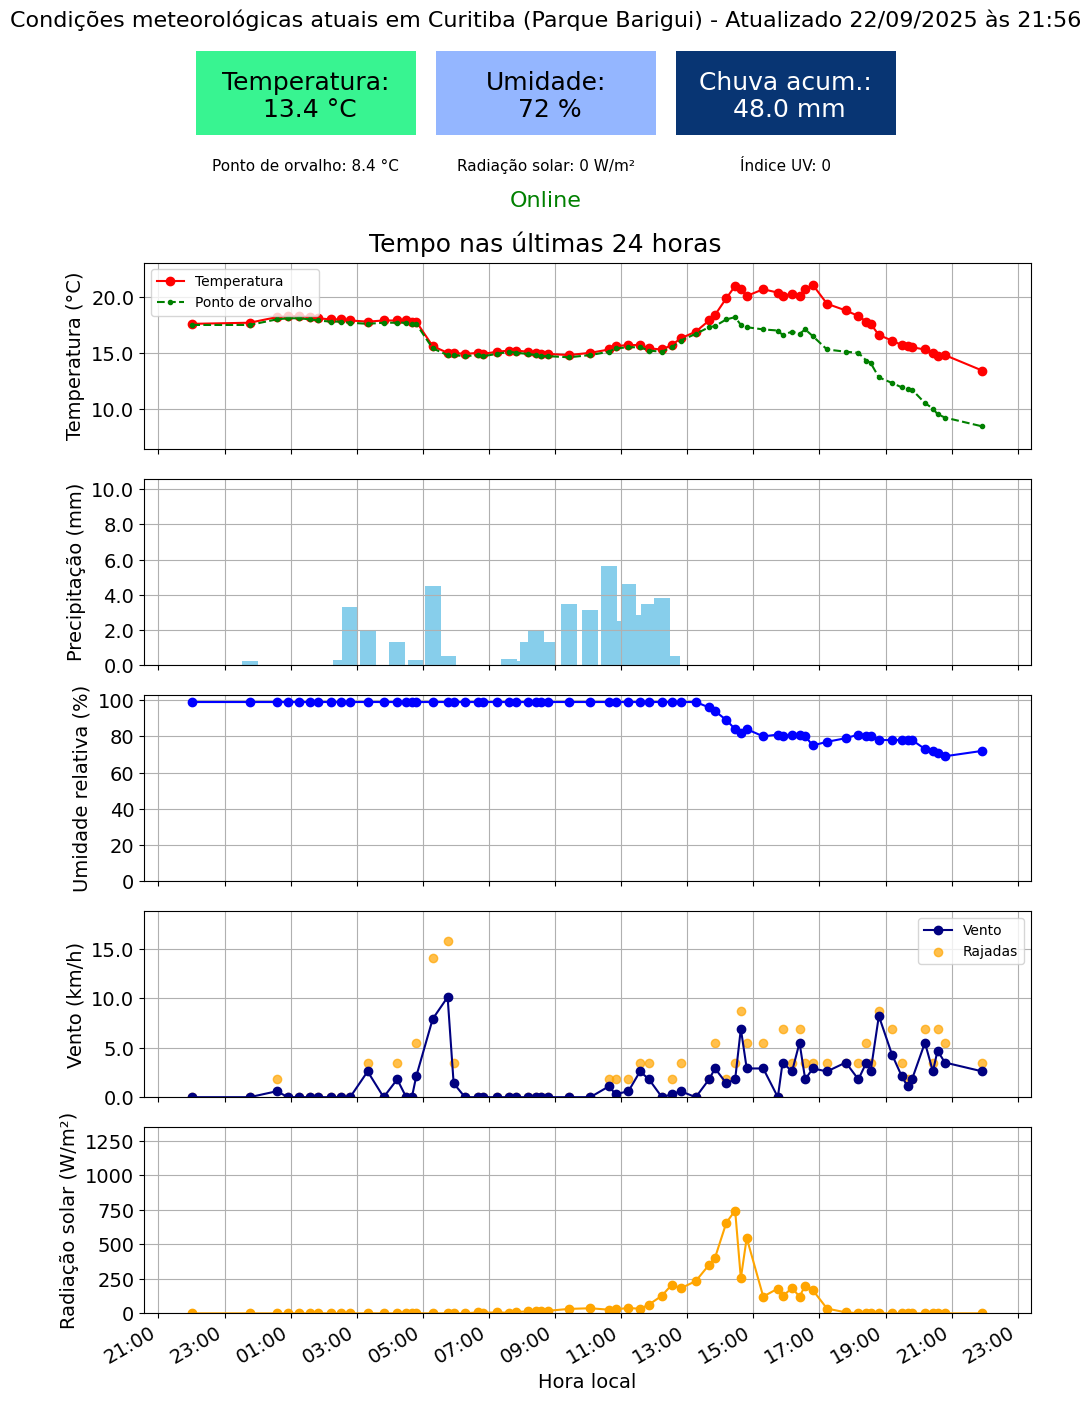 Condições meteorológicas atuais em Curitiba (Parque Barigui) - Atualizado 22/09/2025 às 21:56
Temperatura:
13.4 °C
Umidade:
72 %
Chuva acum.:
48.0 mm
Ponto de orvalho: 8.4 °C
Radiação solar: 0 W/m²
Índice UV: 0
Online
Tempo nas últimas 24 horas
Temperatura (°C)
20.0
15.0
10.0
Temperatura
Ponto de orvalho
Precipitação (mm)
10.0
8.0
6.0
4.0
2.0
0.0
Umidade relativa (%)
100
80
60
40
20
0
Vento (km/h)
15.0
10.0
5.0
0.0
Vento
Rajadas
Radiação solar (W/m²)
1250
1000
750
500
250
0
21:00
23:00
01:00
03:00
05:00
07:00
09:00
11:00
13:00
15:00
17:00
19:00
21:00
23:00
Hora local